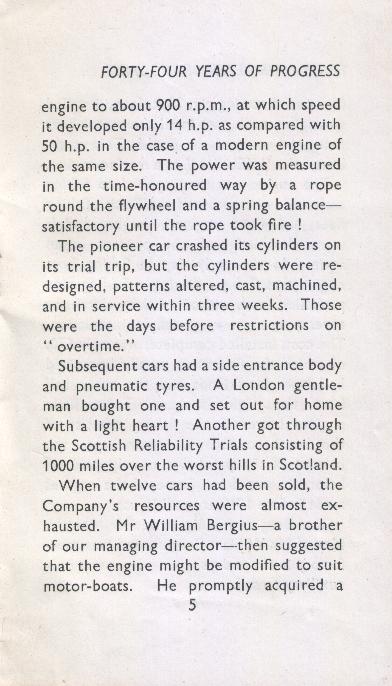 FORTY-FOUR YEARS OF PROGRESS
engine to about 900 r.p.m., at which speed
it developed only 14 h.p. as compared with
50 h.p. in the case of a modern engine of
the same size. The power was measured
in the time-honoured way by a rope
round the flywheel and a spring balance—
satisfactory until the rope took fire !
The pioneer car crashed its cylinders on
its trial trip, but the cylinders were re-
designed, patterns altered, cast, machined,
and in service within three weeks. Those
were the days before restrictions on
“ overtime.”
Subsequent cars had a side entrance body
and pneumatic tyres. A London gentle-
man bought one and set out for home
with a light heart ! Another got through
the Scottish Reliability Trials consisting of
1000 miles over the worst hills in Scotland.
When twelve cars had been sold, the
Company's resources were almost ex-
hausted. Mr William Bergius—a brother
of our managing director—then suggested
that the engine might be modified to suit
motor-boats. He promptly acquired a
5